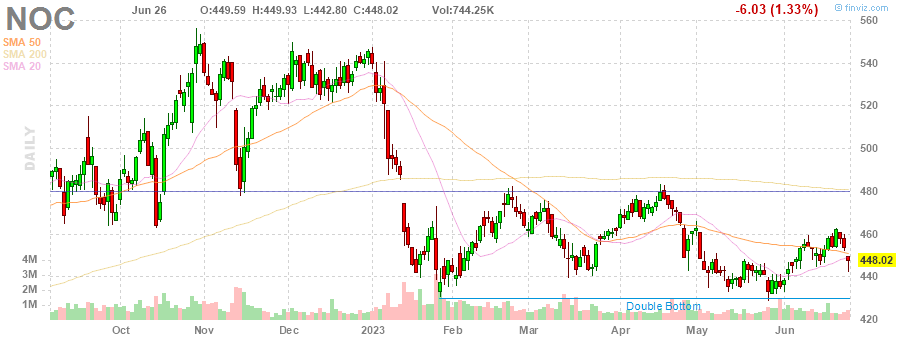 NOC Jun 26 O:449.59 H:449.93 L:442.80 C:448.02 Vol:744.25K -6.03 (1.33%) finviz.com
SMA 50
SMA 200
SMA 20
DAILY
560
540
520
500
480
460
448.02
440
420
4M
3M
2M
1M
Double Bottom
Oct Nov Dec 2023 Feb Mar Apr May Jun